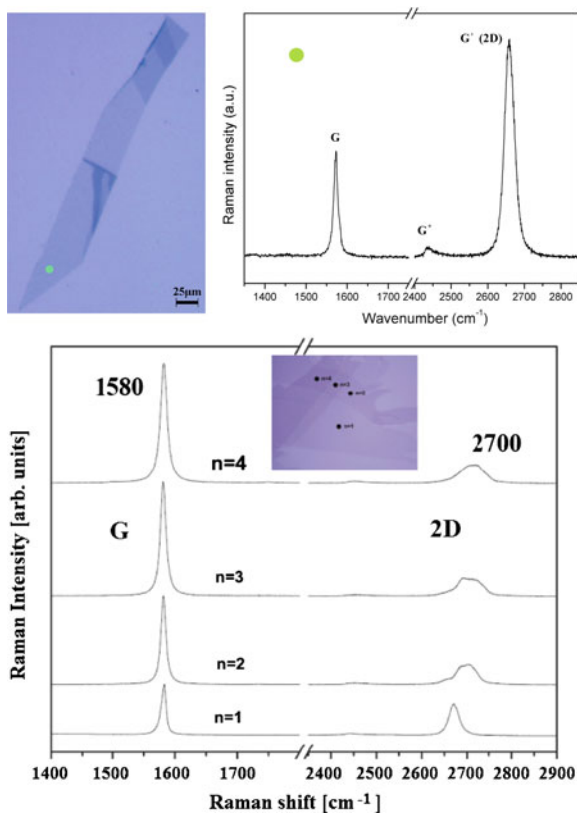 25µm
Raman intensity (a.u.)
G' (2D)
G
G*
1400 1500 1600 1700 2400 2500 2600 2700 2800
Wavenumber (cm⁻¹)
1580
2700
n=4
G
2D
n=3
n=2
n=1
Raman Intensity [arb. units]
1400 1500 1600 1700 2400 2500 2600 2700 2800 2900
Raman shift [cm⁻¹]